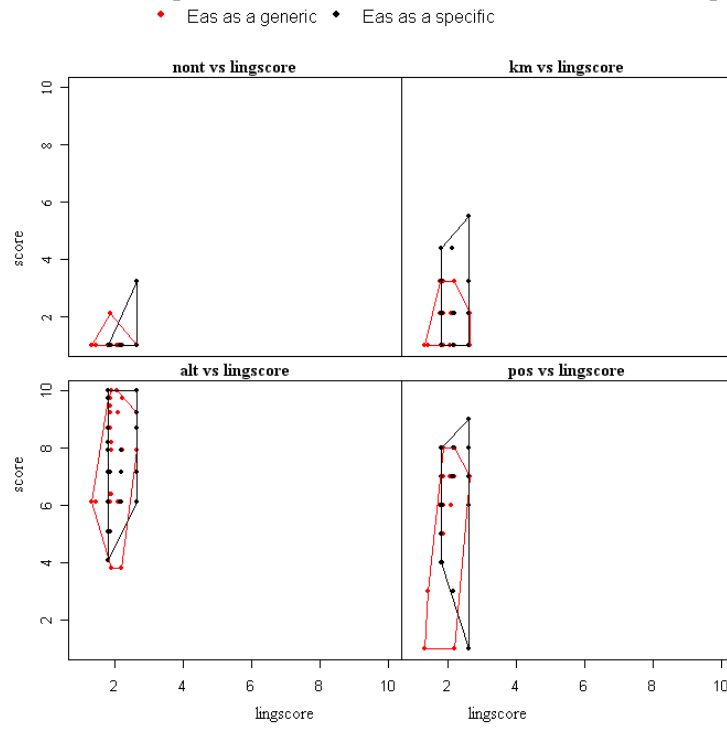 Eas as a generic Eas as a specific
nont vs lingscore km vs lingscore
10
8
6
4
2
score
alt vs lingscore pos vs lingscore
10
8
6
4
2
score
2 4 6 8 10 2 4 6 8 10
lingscore lingscore